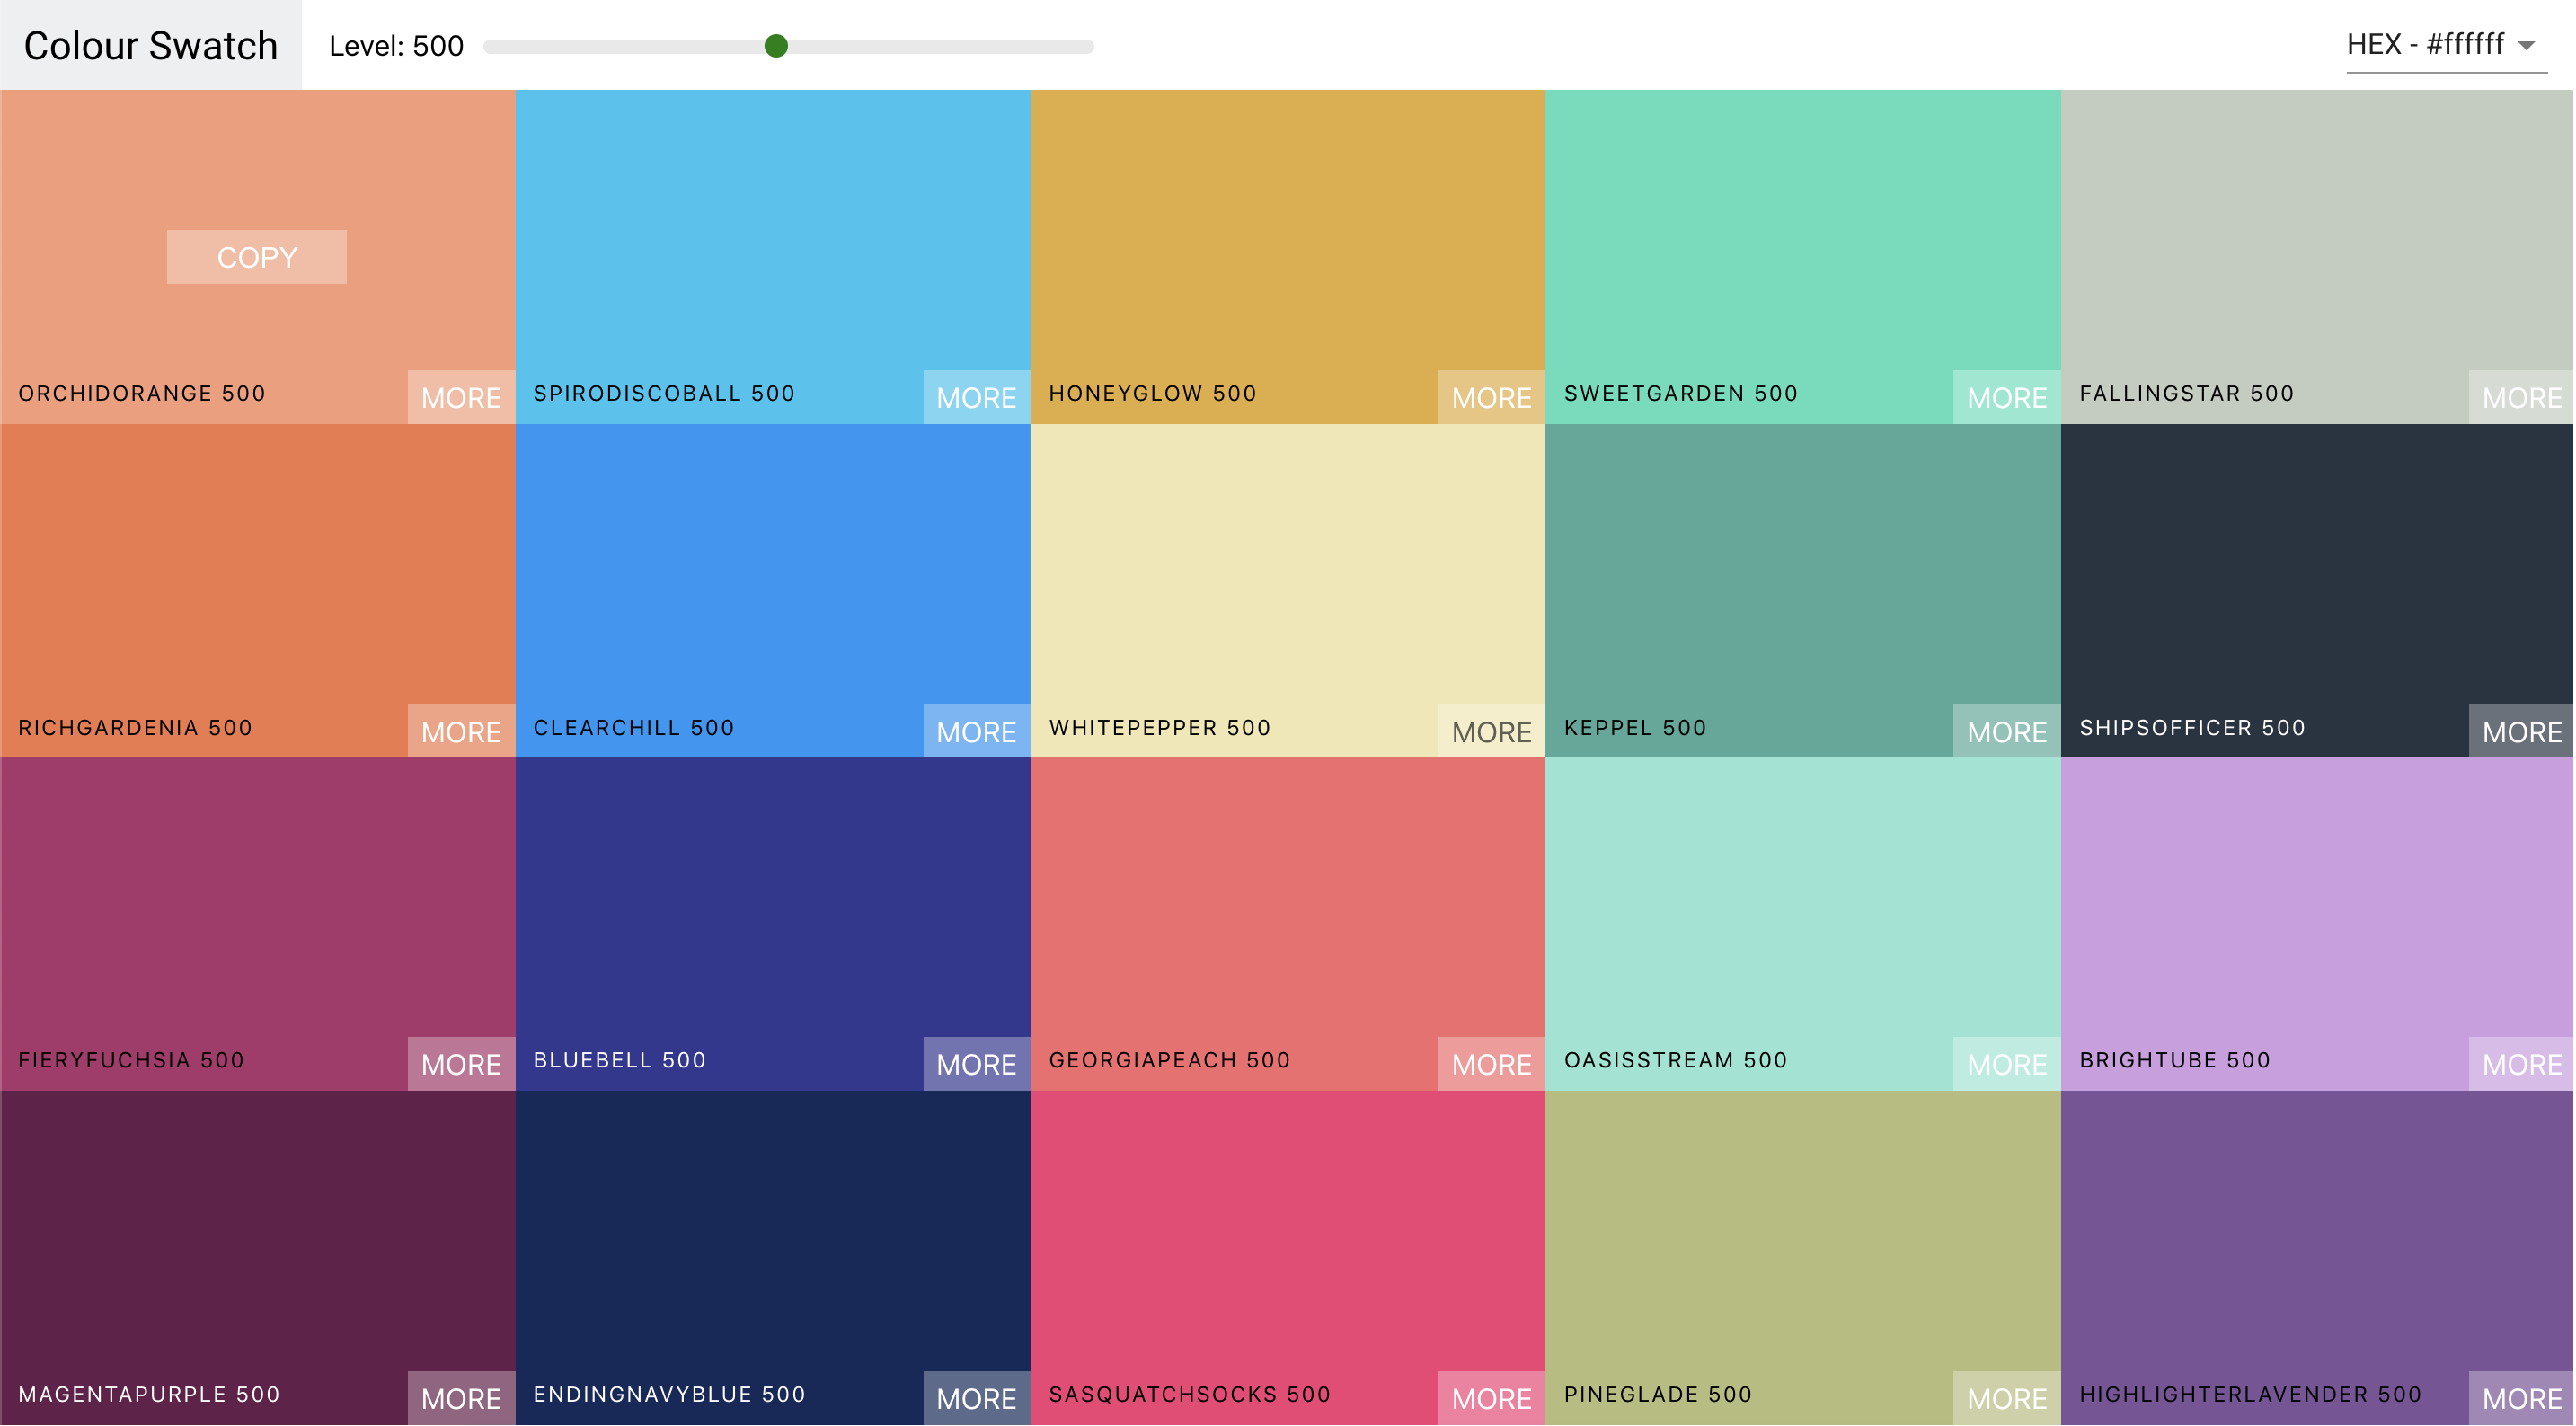 Colour Swatch Level: 500 HEX - #ffffff
COPY
ORCHIDORANGE 500 MORE SPIRODISCOBALL 500 MORE HONEYGLOW 500 MORE SWEETGARDEN 500 MORE FALLINGSTAR 500 MORE
RICHGARDENIA 500 MORE CLEARCHILL 500 MORE WHITEPEPPER 500 MORE KEPPEL 500 MORE SHIPSOFFICER 500 MORE
FIERYFUCHSIA 500 MORE BLUEBELL 500 MORE GEORGIAPEACH 500 MORE OASISSTREAM 500 MORE BRIGHTUBE 500 MORE
MAGENTAPURPLE 500 MORE ENDINGNAVYBLUE 500 MORE SASQUATCHSOCKS 500 MORE PINEGLADE 500 MORE HIGHLIGHTERLAVENDER 500 MORE